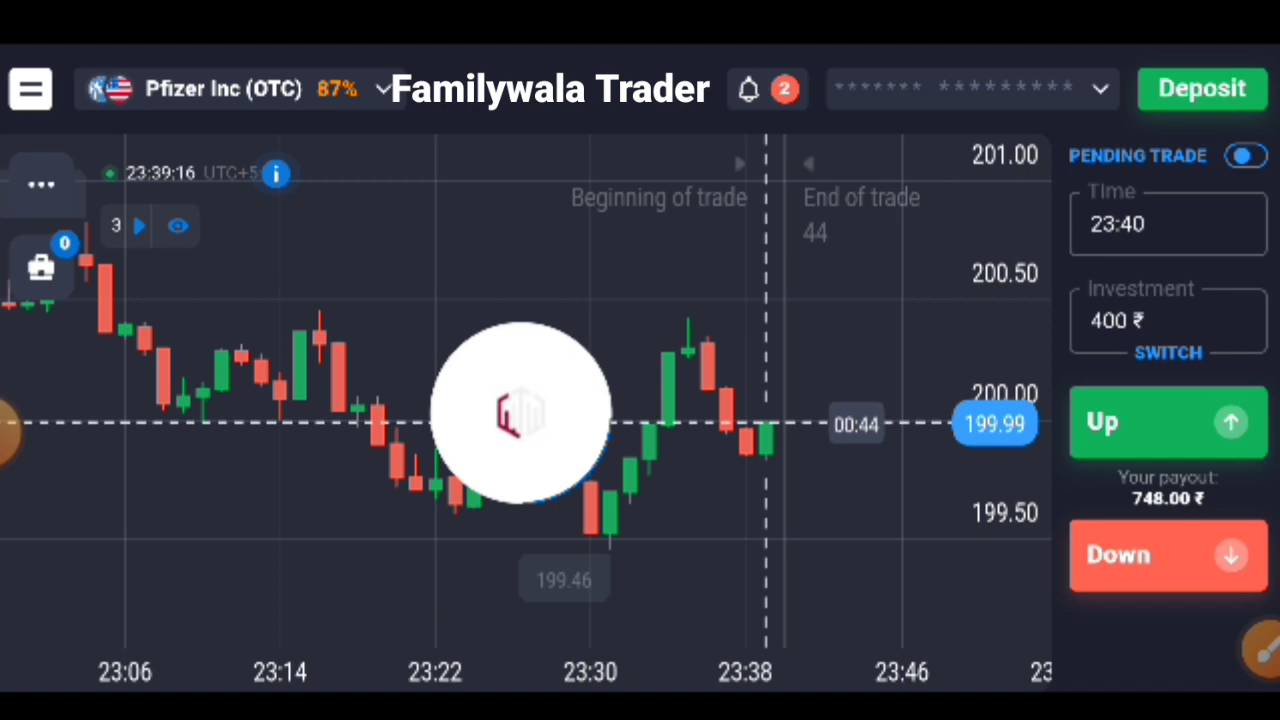 Pfizer Inc (OTC) 87%
Familywala Trader
2
******* *********
Deposit
23:39:16 UTC+5
i
3
0
Beginning of trade
End of trade
44
201.00
200.50
200.00
199.99
199.50
00:44
199.46
23:06 23:14 23:22 23:30 23:38 23:46 23
PENDING TRADE
Time
23:40
Investment
400 ₹
SWITCH
Up
Your payout:
748.00 ₹
Down